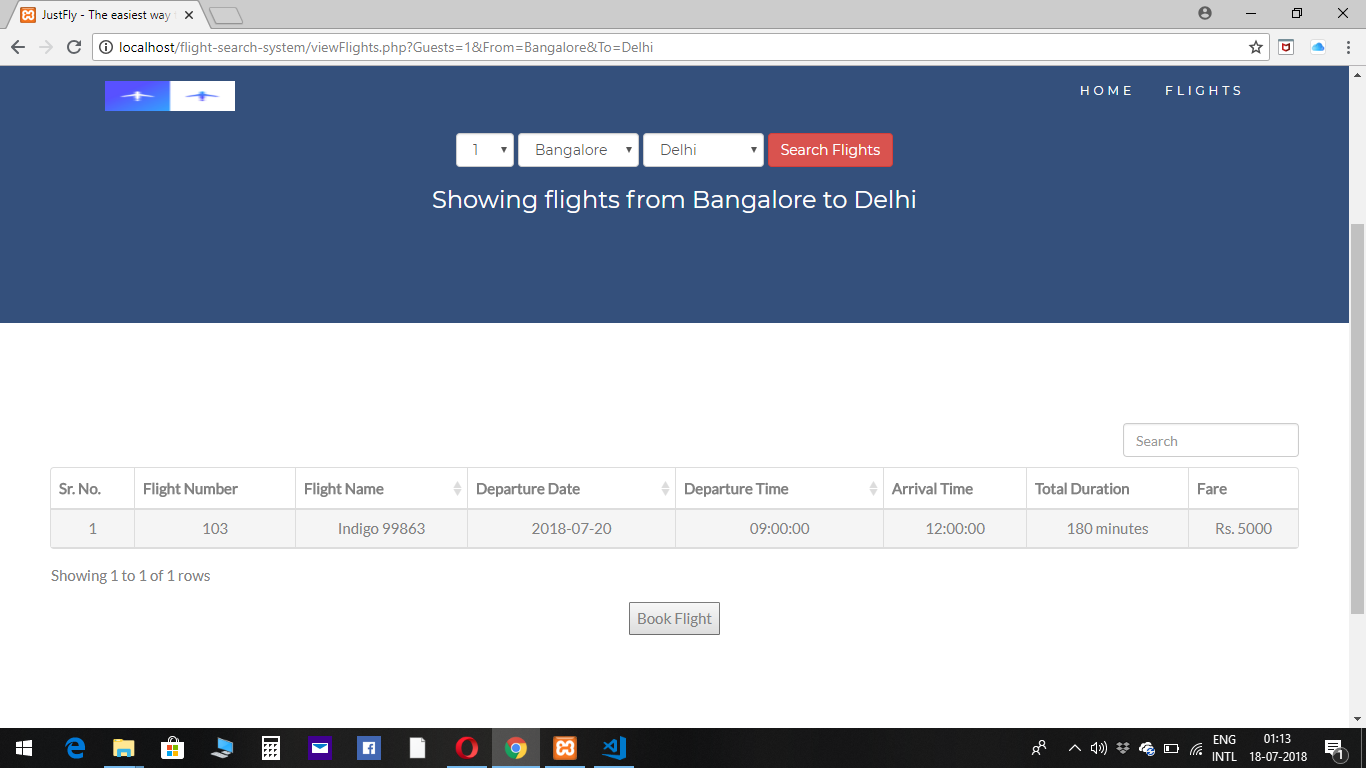 JustFly - The easiest way
localhost/flight-search-system/viewFlights.php?Guests=1&From=Bangalore&To=Delhi
HOME FLIGHTS
1 Bangalore Delhi Search Flights
Showing flights from Bangalore to Delhi
Search
Sr. No. Flight Number Flight Name Departure Date Departure Time Arrival Time Total Duration Fare
1 103 Indigo 99863 2018-07-20 09:00:00 12:00:00 180 minutes Rs. 5000
Showing 1 to 1 of 1 rows
Book Flight
ENG 01:13
INTL 18-07-2018 1